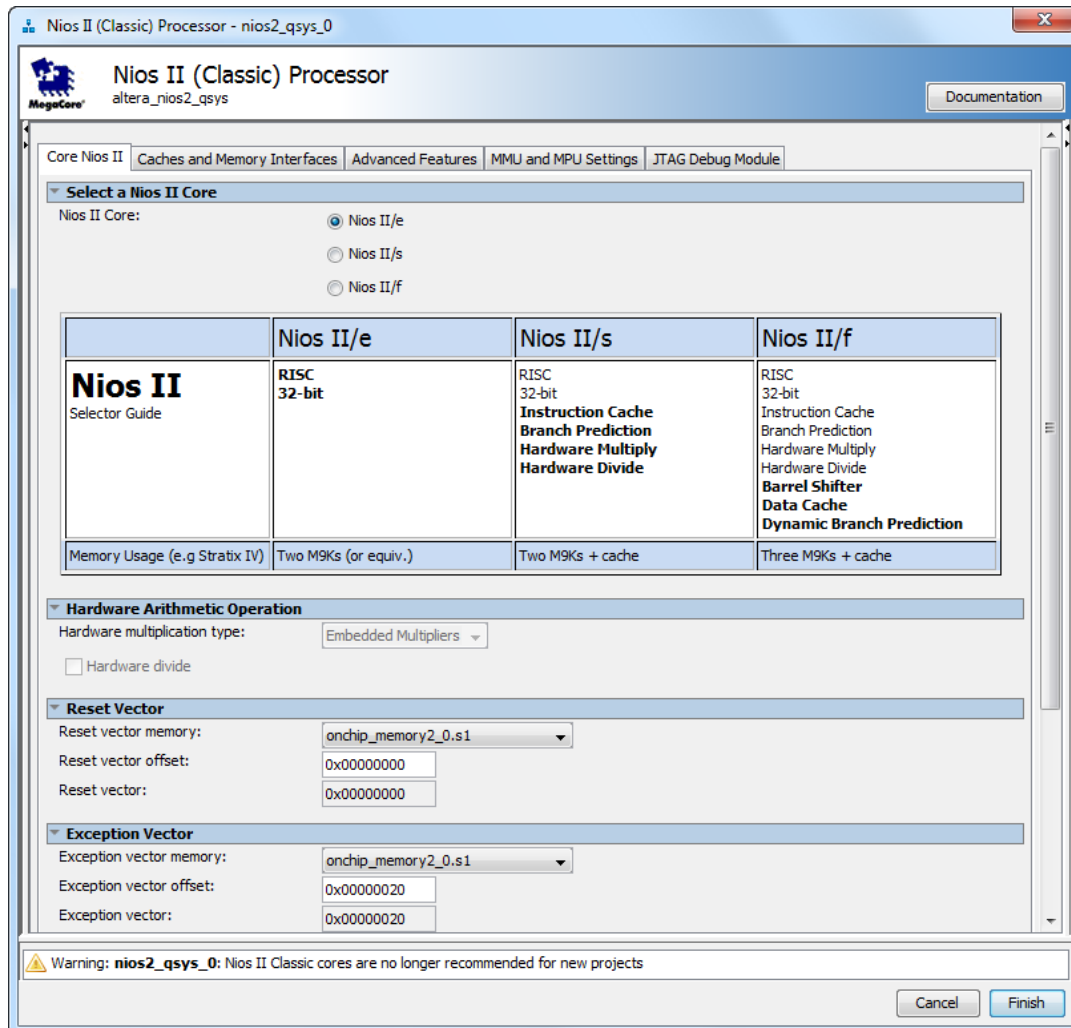 Nios II (Classic) Processor - nios2_qsys_0
MegaCore®
Nios II (Classic) Processor
altera_nios2_qsys
Documentation
Core Nios II Caches and Memory Interfaces Advanced Features MMU and MPU Settings JTAG Debug Module
Select a Nios II Core
Nios II Core:
Nios II/e
Nios II/s
Nios II/f
Nios II/e Nios II/s Nios II/f
Nios II
Selector Guide
RISC
32-bit
RISC
32-bit
Instruction Cache
Branch Prediction
Hardware Multiply
Hardware Divide
RISC
32-bit
Instruction Cache
Branch Prediction
Hardware Multiply
Hardware Divide
Barrel Shifter
Data Cache
Dynamic Branch Prediction
Memory Usage (e.g Stratix IV) Two M9Ks (or equiv.) Two M9Ks + cache Three M9Ks + cache
Hardware Arithmetic Operation
Hardware multiplication type: Embedded Multipliers
Hardware divide
Reset Vector
Reset vector memory: onchip_memory2_0.s1
Reset vector offset: 0x00000000
Reset vector: 0x00000000
Exception Vector
Exception vector memory: onchip_memory2_0.s1
Exception vector offset: 0x00000020
Exception vector: 0x00000020
Warning: nios2_qsys_0: Nios II Classic cores are no longer recommended for new projects
Cancel Finish